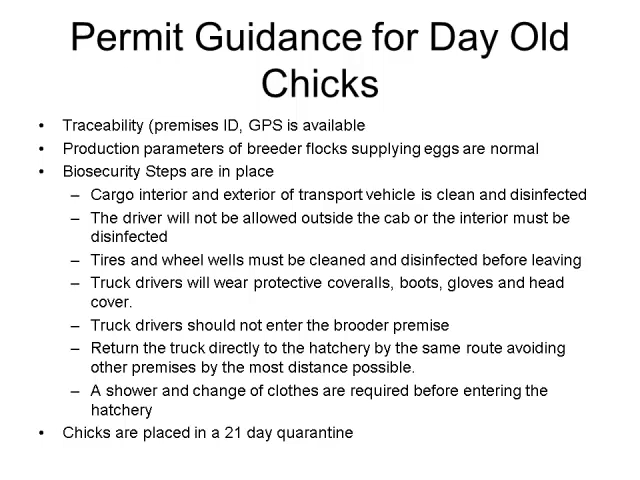 Permit Guidance for Day Old
Chicks
• Traceability (premises ID, GPS is available
• Production parameters of breeder flocks supplying eggs are normal
• Biosecurity Steps are in place
– Cargo interior and exterior of transport vehicle is clean and disinfected
– The driver will not be allowed outside the cab or the interior must be
disinfected
– Tires and wheel wells must be cleaned and disinfected before leaving
– Truck drivers will wear protective coveralls, boots, gloves and head
cover.
– Truck drivers should not enter the brooder premise
– Return the truck directly to the hatchery by the same route avoiding
other premises by the most distance possible.
– A shower and change of clothes are required before entering the
hatchery
• Chicks are placed in a 21 day quarantine